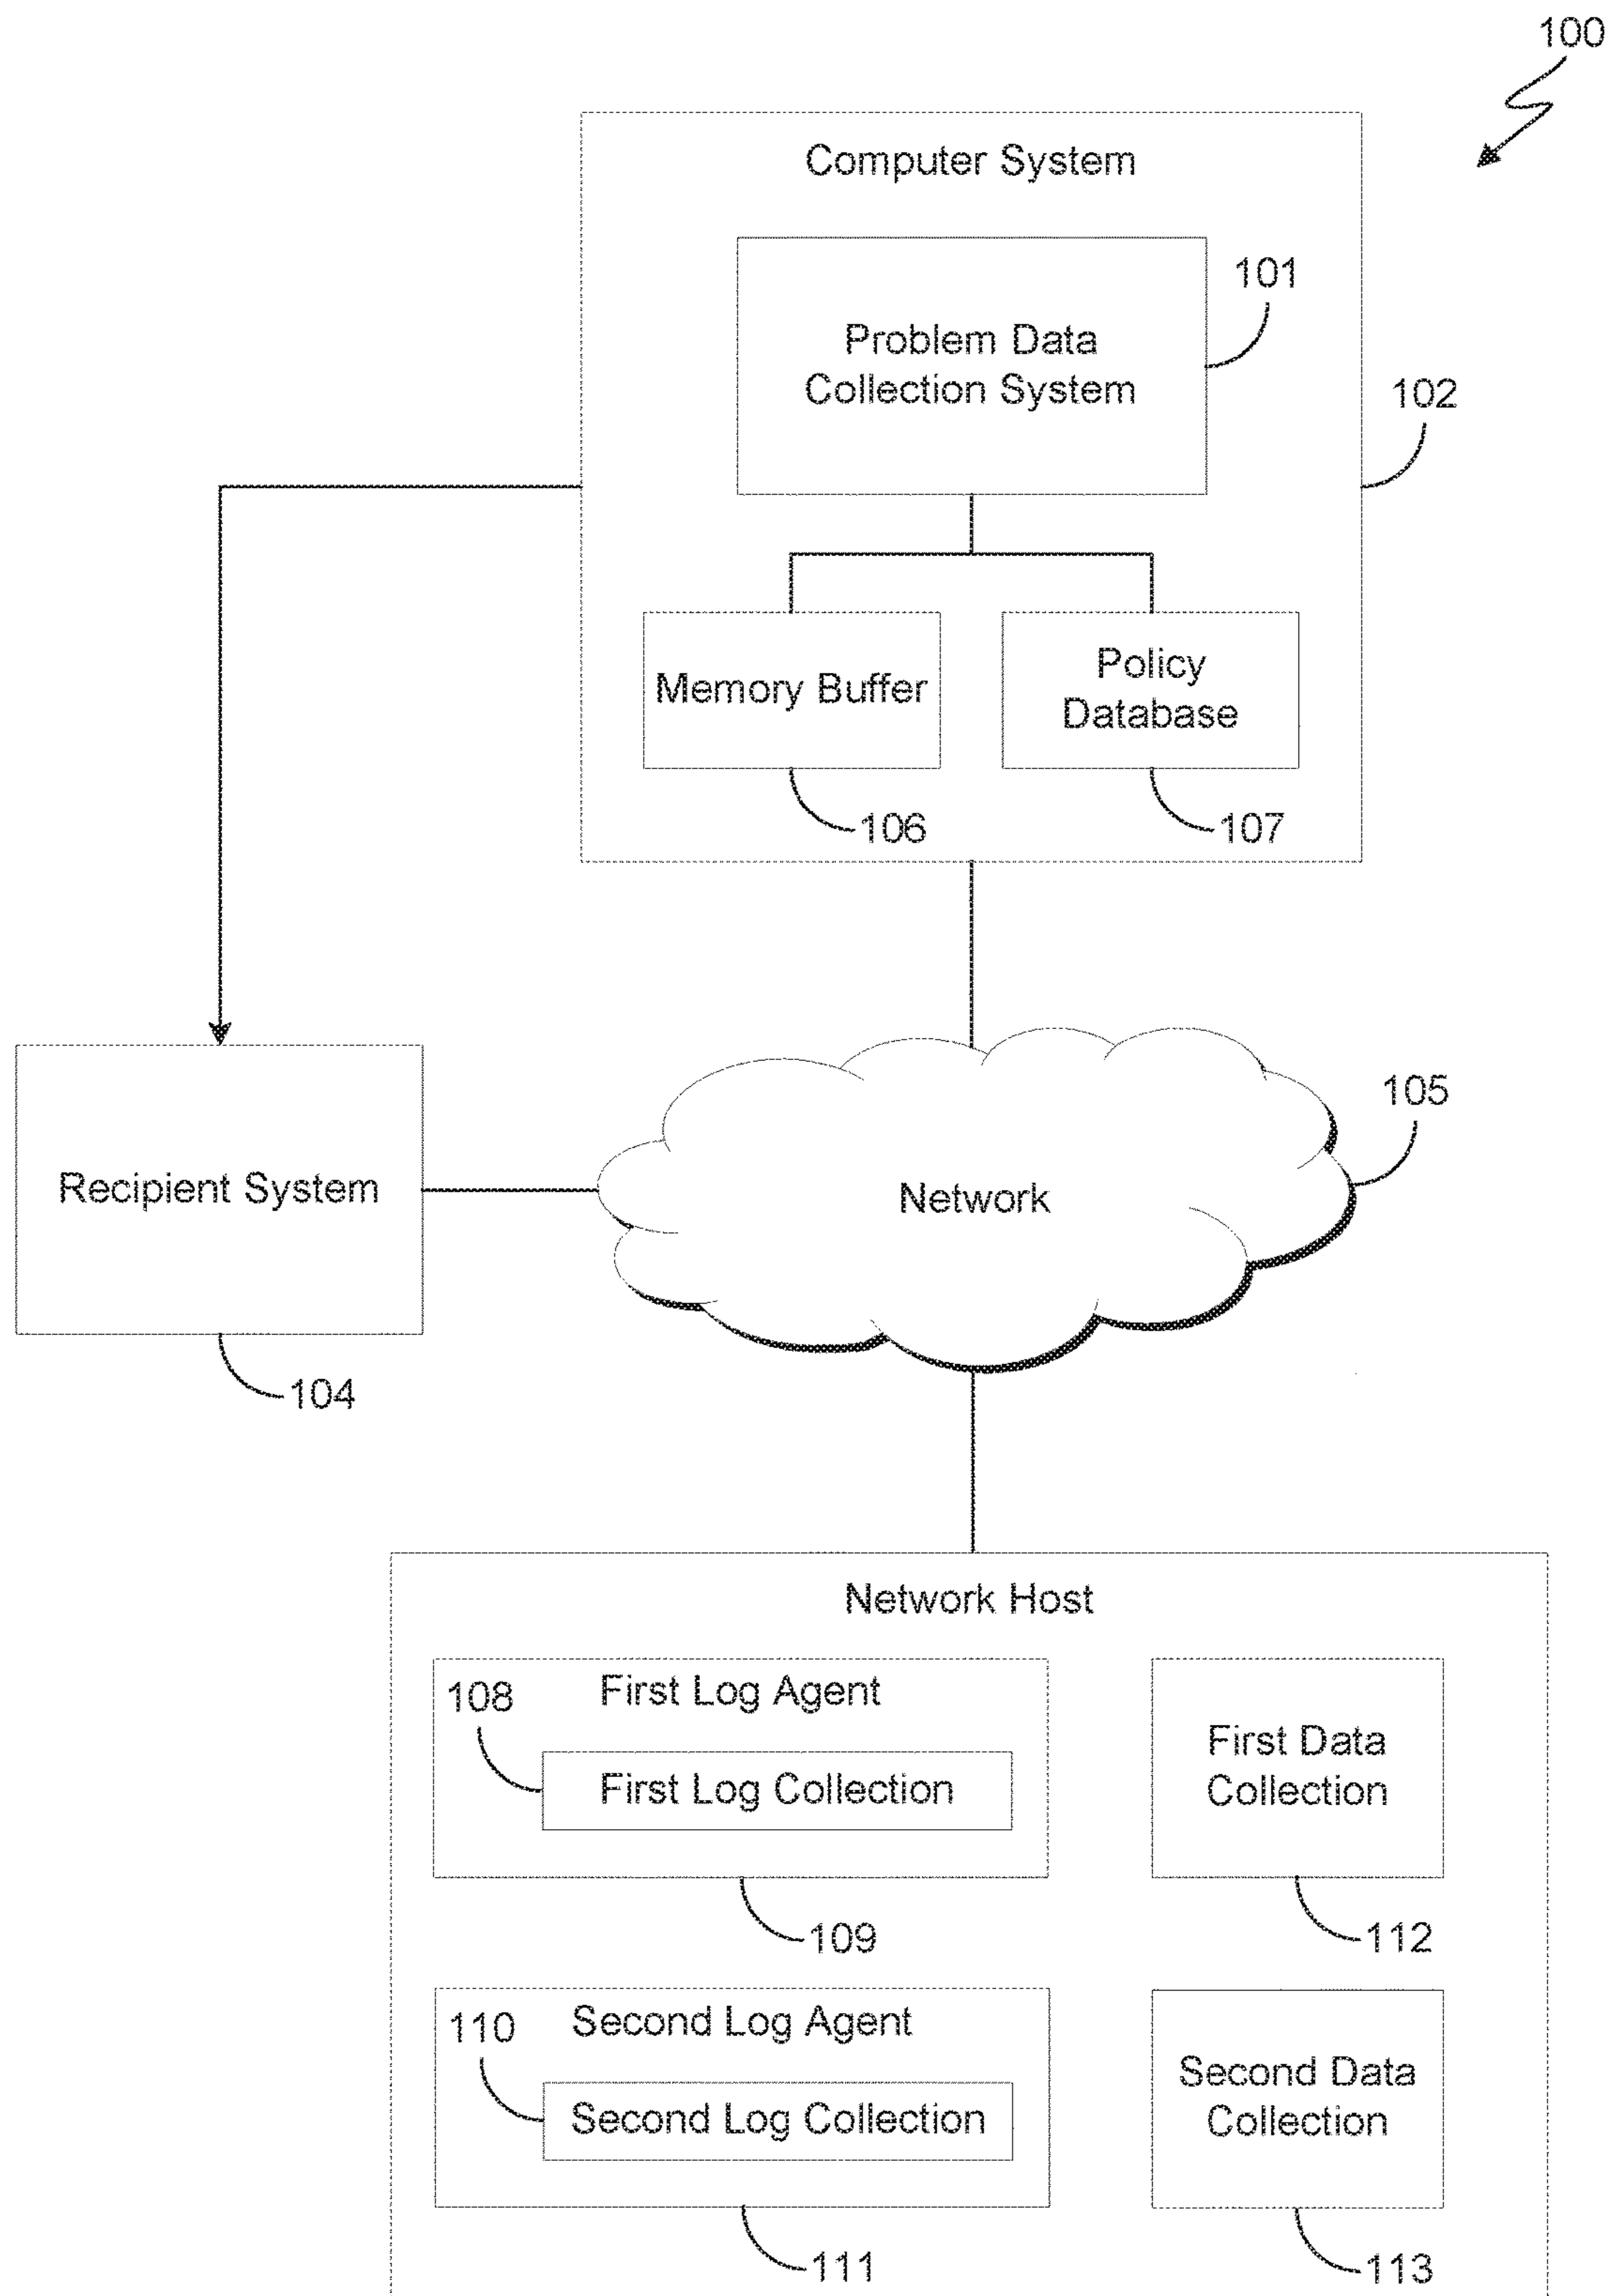 100
Computer System
101
Problem Data
Collection System
102
Memory Buffer
Policy
Database
106
107
105
Recipient System
Network
104
Network Host
108
First Log Agent
First Log Collection
First Data
Collection
109
112
110
Second Log Agent
Second Log Collection
Second Data
Collection
111
113